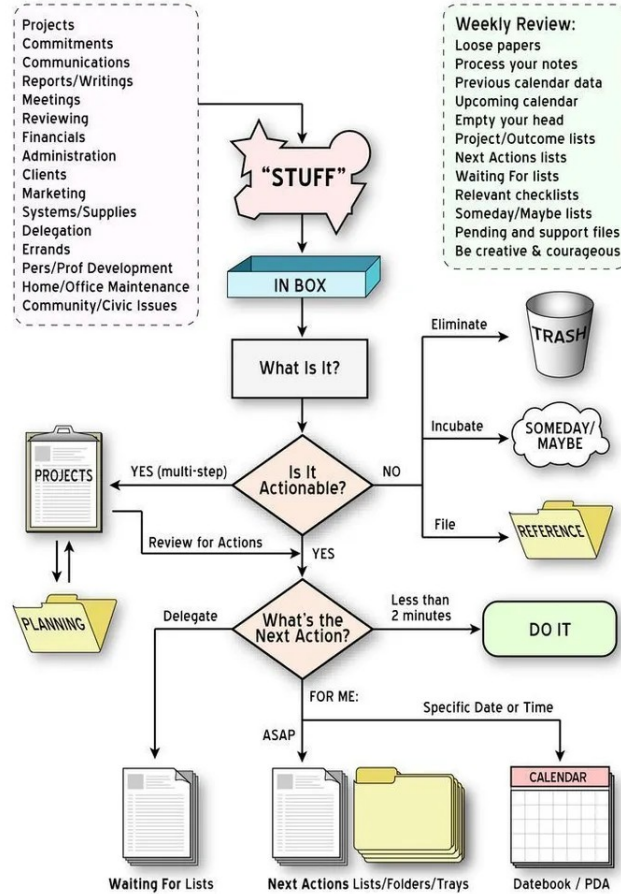 Projects
Commitments
Communications
Reports/Writings
Meetings
Reviewing
Financials
Administration
Clients
Marketing
Systems/Supplies
Delegation
Errands
Pers/Prof Development
Home/Office Maintenance
Community/Civic Issues
Weekly Review:
Loose papers
Process your notes
Previous calendar data
Upcoming calendar
Empty your head
Project/Outcome lists
Next Actions lists
Waiting For lists
Relevant checklists
Someday/Maybe lists
Pending and support files
Be creative & courageous
"STUFF"
IN BOX
What Is It?
Eliminate
TRASH
Incubate
SOMEDAY/
MAYBE
File
REFERENCE
Is It
Actionable?
NO
YES (multi-step)
PROJECTS
Review for Actions
YES
PLANNING
What's the
Next Action?
Delegate
Less than
2 minutes
DO IT
FOR ME:
Specific Date or Time
ASAP
CALENDAR
Waiting For Lists
Next Actions Lists/Folders/Trays
Datebook / PDA